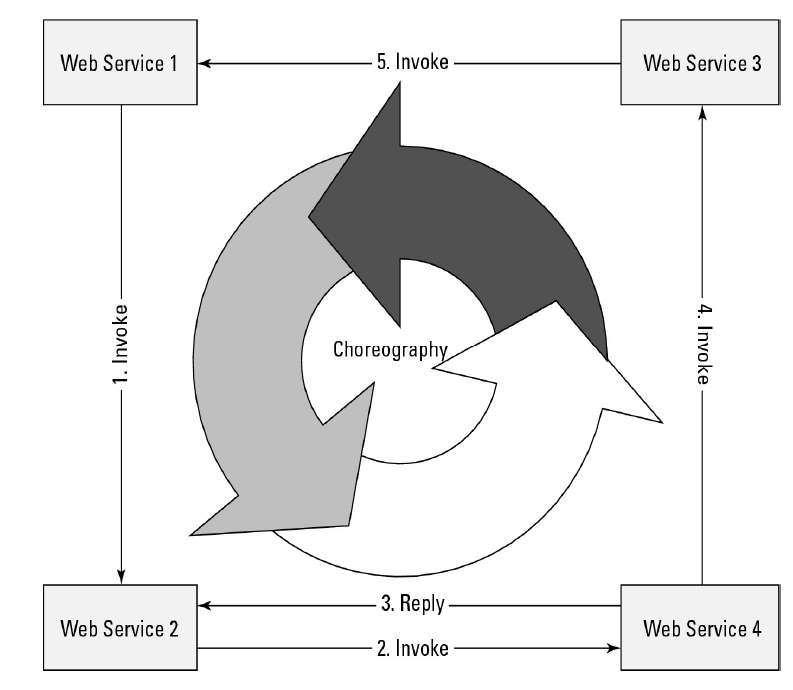 Web Service 1
5. Invoke
Web Service 3
1. Invoke
Choreography
4. Invoke
Web Service 2
3. Reply
2. Invoke
Web Service 4